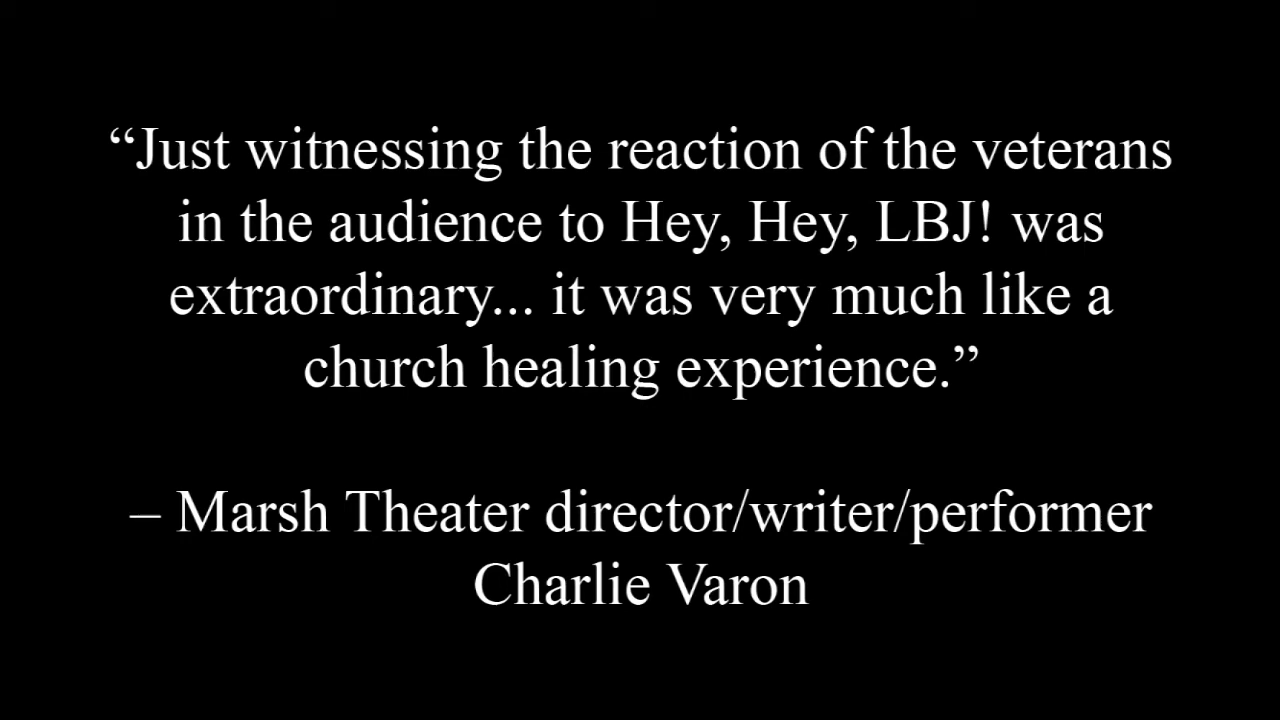 “Just witnessing the reaction of the veterans
in the audience to Hey, Hey, LBJ! was
extraordinary... it was very much like a
church healing experience.”
– Marsh Theater director/writer/performer
Charlie Varon